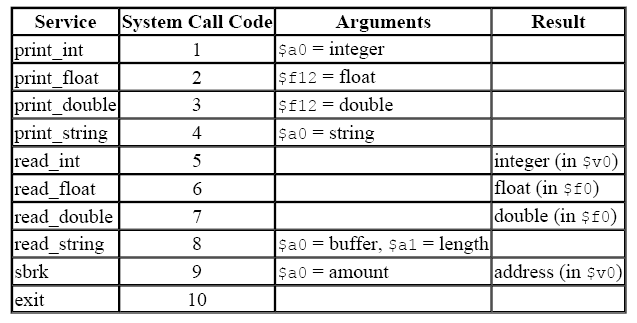 Service System Call Code Arguments Result
print_int 1 $a0 = integer
print_float 2 $f12 = float
print_double 3 $f12 = double
print_string 4 $a0 = string
read_int 5 integer (in $v0)
read_float 6 float (in $f0)
read_double 7 double (in $f0)
read_string 8 $a0 = buffer, $a1 = length
sbrk 9 $a0 = amount address (in $v0)
exit 10